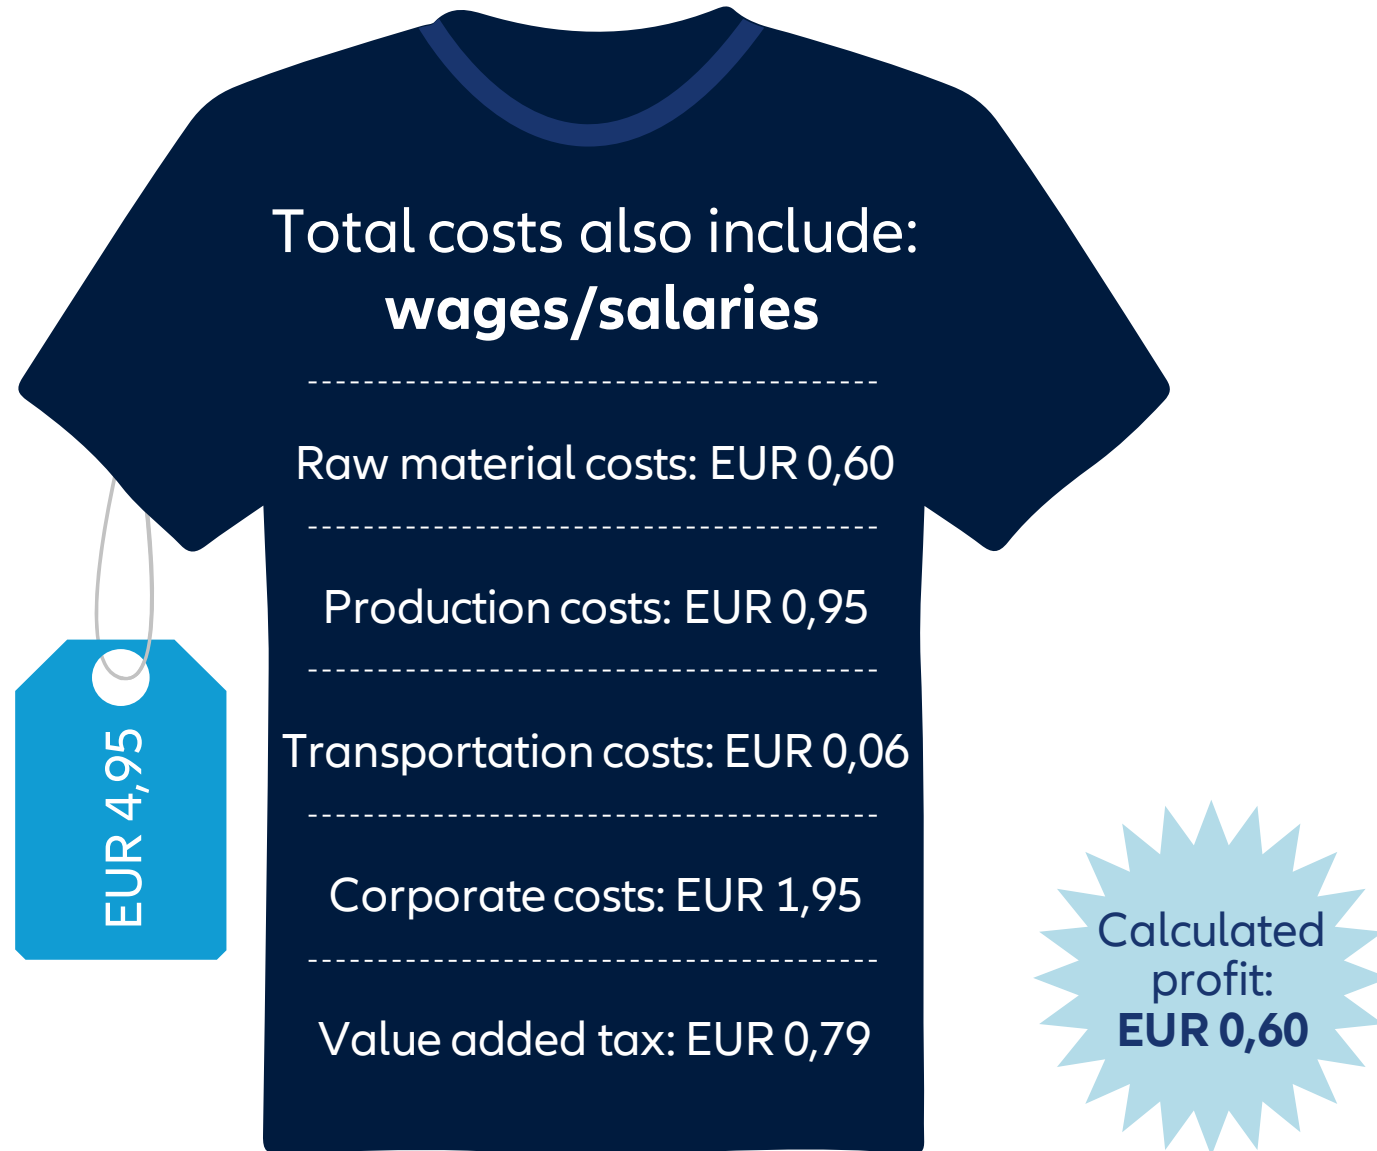 Total costs also include:
wages/salaries
Raw material costs: EUR 0,60
Production costs: EUR 0,95
Transportation costs: EUR 0,06
Corporate costs: EUR 1,95
Value added tax: EUR 0,79
EUR 4,95
Calculated
profit:
EUR 0,60